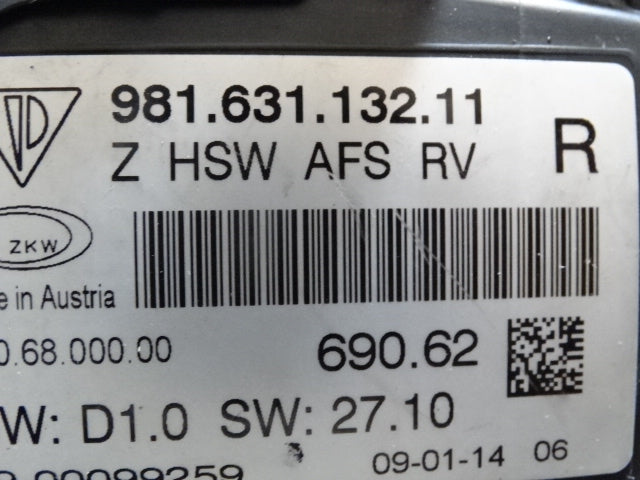 981.631.132.11
Z HSW AFS RV R
ZKW
in Austria
.68.000.00 690.62
W: D1.0 SW: 27.10
00099259 09-01-14 06